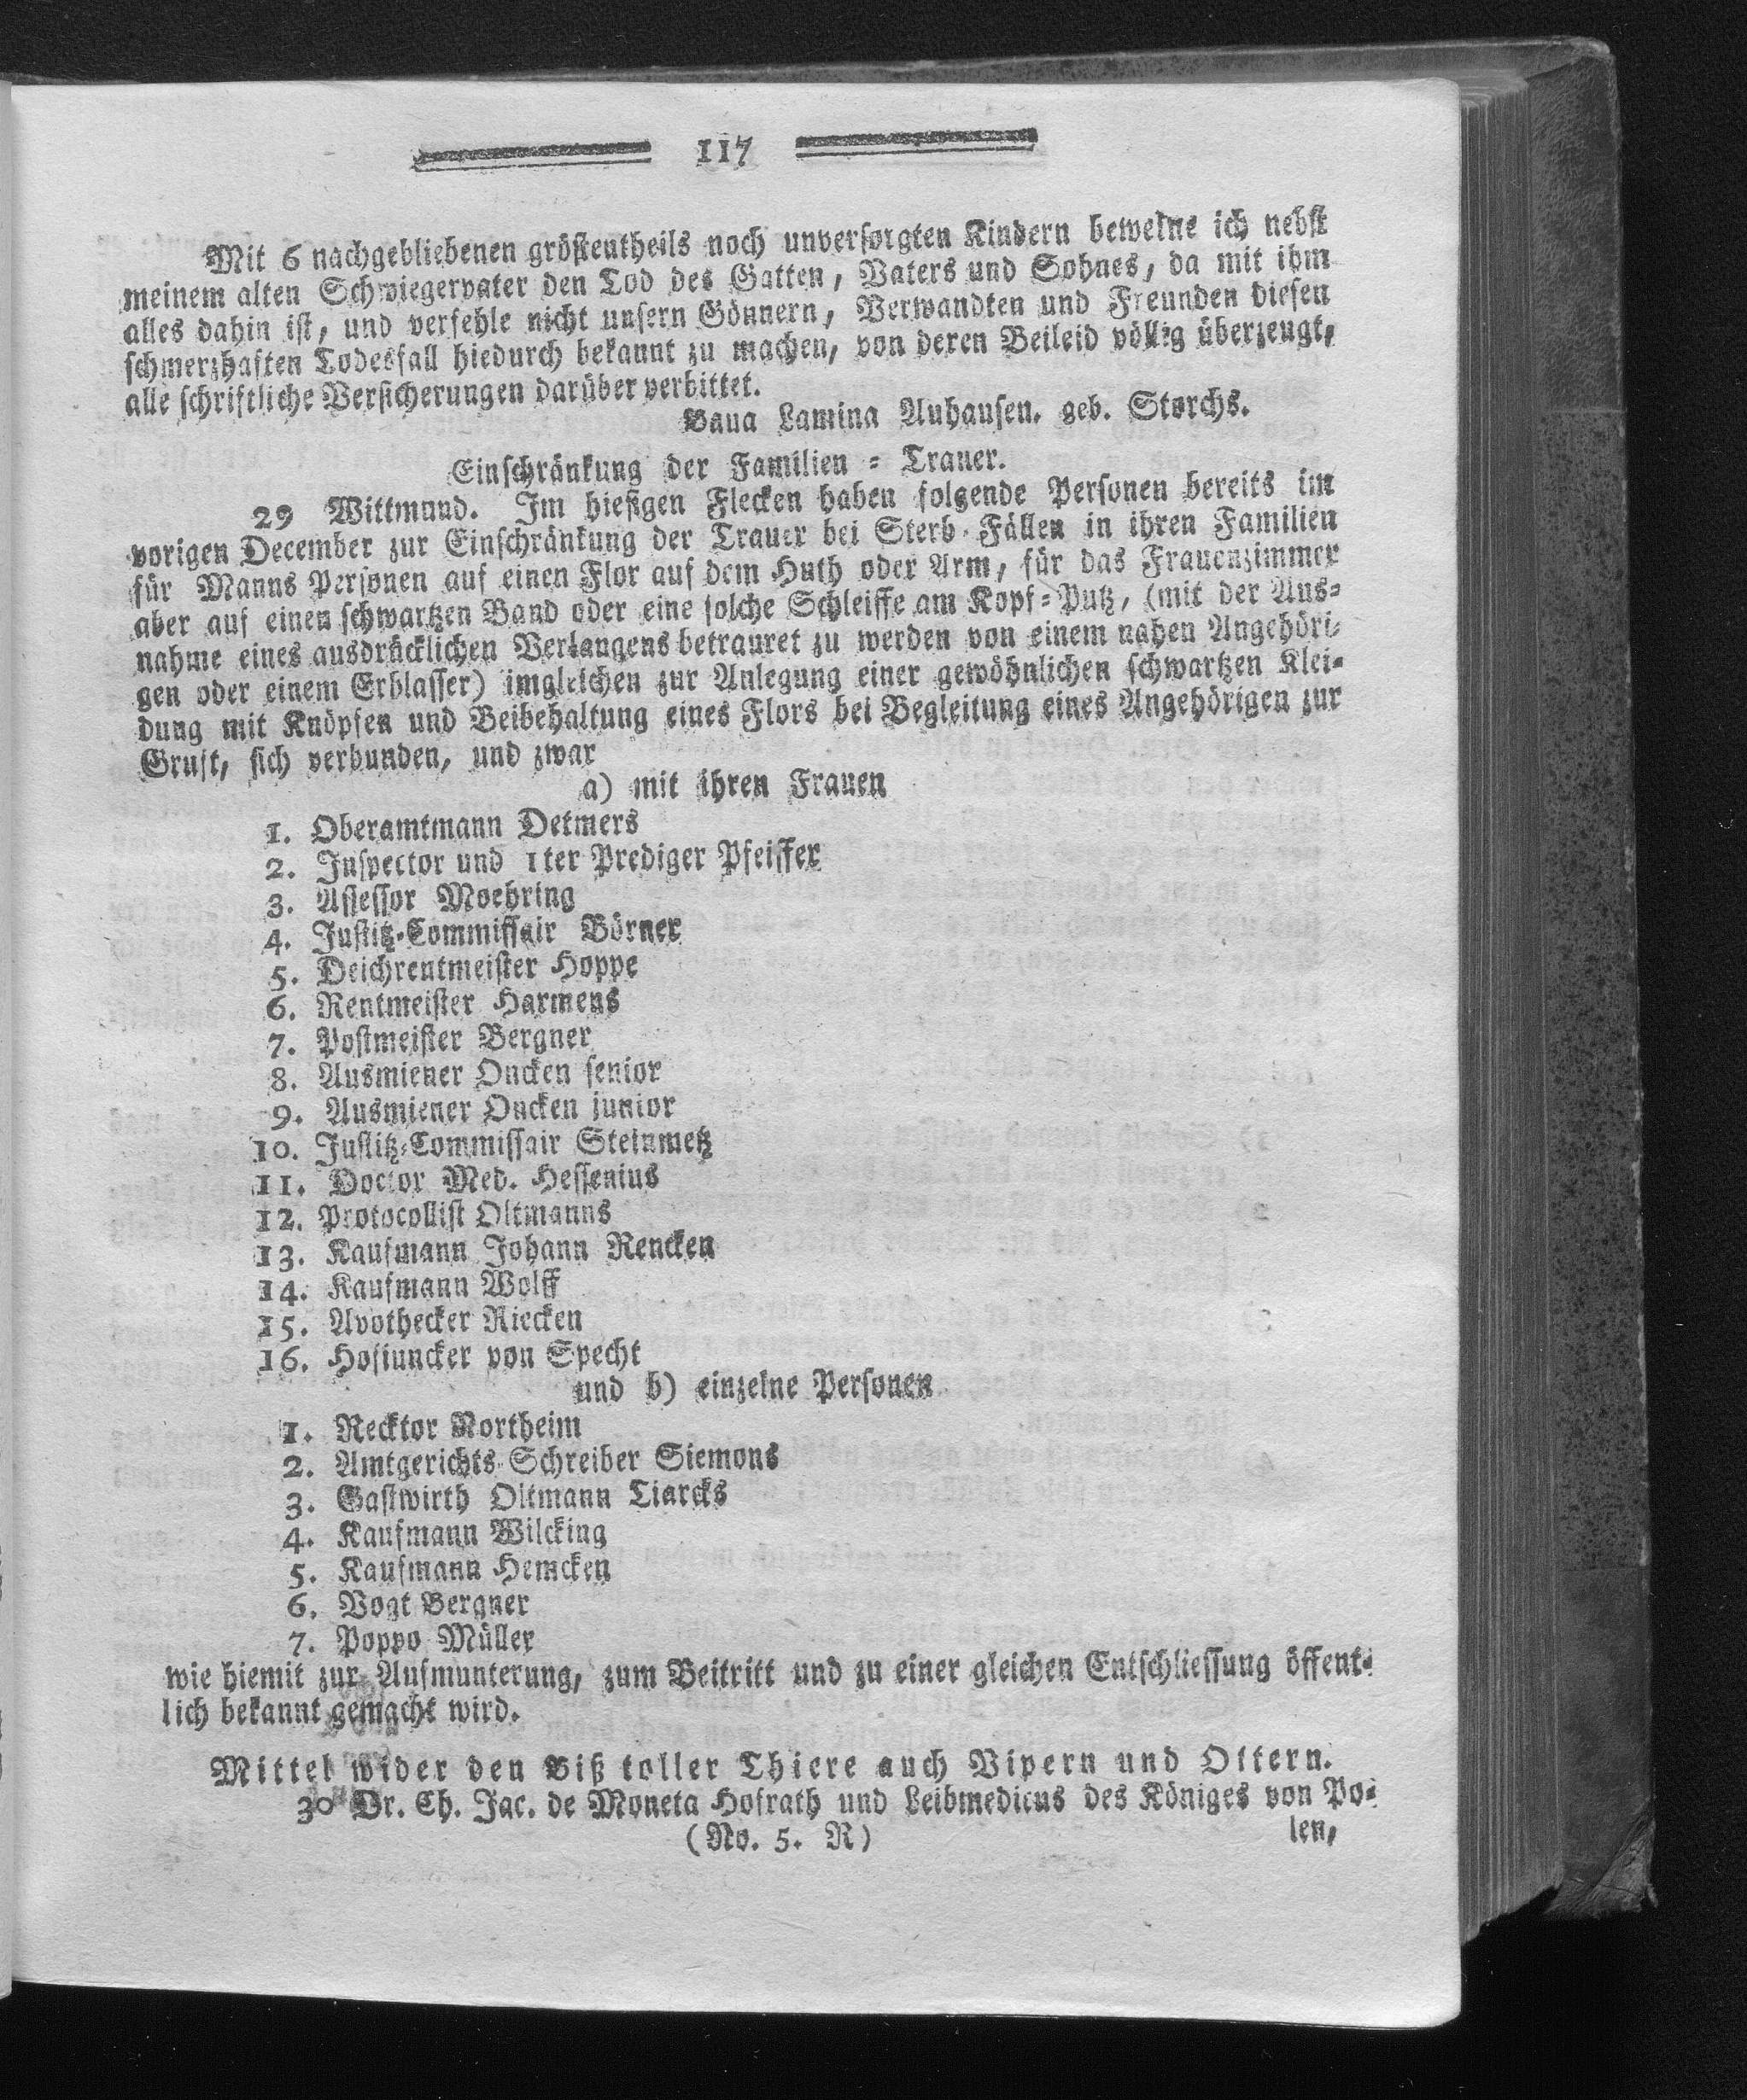 117
Mit 6 nachgebliebenen gröſtentheils noch unverſorgten Kindern beweine ich nebſt
meinem alten Schwiegervater den Tod des Gatten, Vaters und Sohnes, da mit ihm
alles dahin iſt, und verfehle nicht unſern Gönnern, Verwandten und Freunden dieſen
ſchmerzhaften Todesfall hiedurch bekannt zu machen, von deren Beileid völlig überzeugt,
alle ſchriftliche Verſicherungen darüber verbittet.
Baua Lamina Auhauſen. geb. Storchs.
Einſchränkung der Familien = Trauer.
29 Wittmund. Im hieſigen Flecken haben folgende Perſonen bereits im
vorigen December zur Einſchränkung der Trauer bei Sterb-Fällen in ihren Familien
für Manns Perſonen auf einen Flor auf dem Huth oder Arm, für das Frauenzimmer
aber auf einen ſchwartzen Band oder eine ſolche Schleiffe am Kopf=Putz, (mit der Aus=
nahme eines ausdrücklichen Verlangens betrauret zu werden von einem nahen Angehöri=
gen oder einem Erblaſſer) imgleichen zur Anlegung einer gewöhnlichen ſchwartzen Klei=
dung mit Knöpfen und Beibehaltung eines Flors bei Begleitung eines Angehörigen zur
Gruft, ſich verbunden, und zwar
a) mit ihren Frauen
1. Oberamtmann Detmers
2. Inſpector und 1ter Prediger Pfeiffer
3. Aſſeſſor Moehring
4. Juſtitz-Commiſſair Börner
5. Deichrentmeiſter Hoppe
6. Rentmeiſter Harmens
7. Poſtmeiſter Bergner
8. Ausmiener Oncken ſenior
9. Ausmiener Oncken junior
10. Juſtitz=Commiſſair Steinmetz
11. Doctor Med. Heſſenius
12. Protocolliſt Oltmanns
13. Kaufmann Johann Rencken
14. Kaufmann Wolff
15. Apothecker Riecken
16. Hofiuncker von Specht
und b) einzelne Perſonen
1. Recktor Northeim
2. Amtgerichts-Schreiber Siemons
3. Gaſtwirth Oltmann Tiarcks
4. Kaufmann Wilcking
5. Kaufmann Hemcken
6. Vogt Bergner
7. Poppo Müller
wie hiemit zur Aufmunterung, zum Beitritt und zu einer gleichen Entſchlieſſung öffent=
lich bekannt gemacht wird.
Mittel wider den Biß toller Thiere auch Vipern und Ottern.
30 Dr. Ch. Jac. de Moneta Hofrath und Leibmedicus des Königes von Po=
(No. 5. R) len,